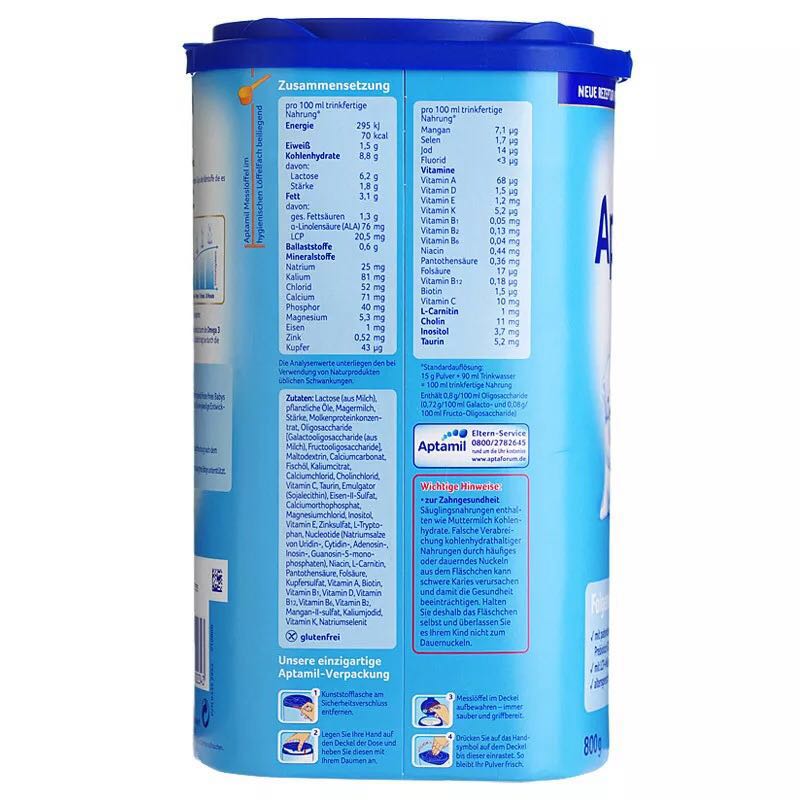 Zusammensetzung
pro 100 ml trinkfertige
Nahrung*
Energie 295 kJ
70 kcal
Eiweiß 1,5 g
Kohlenhydrate 8,8 g
davon:
Lactose 6,2 g
Stärke 1,8 g
Fett 3,1 g
davon:
ges. Fettsäuren 1,3 g
α-Linolensäure (ALA) 76 mg
LCP 20,5 mg
Ballaststoffe 0,6 g
Mineralstoffe
Natrium 25 mg
Kalium 81 mg
Chlorid 52 mg
Calcium 71 mg
Phosphor 40 mg
Magnesium 5,3 mg
Eisen 1 mg
Zink 0,52 mg
Kupfer 43 µg
Die Analysenwerte unterliegen den bei
Verwendung von Naturprodukten
üblichen Schwankungen.
Zutaten: Lactose (aus Milch),
pflanzliche Öle, Magermilch,
Stärke, Molkenproteinkonzen-
trat, Oligosaccharide
[Galactooligosaccharide (aus
Milch), Fructooligosaccharide],
Maltodextrin, Calciumcarbonat,
Fischöl, Kaliumcitrat,
Calciumchlorid, Cholinchlorid,
Vitamin C, Taurin, Emulgator
(Sojalecithin), Eisen-II-Sulfat,
Calciumorthophosphat,
Magnesiumchlorid, Inositol,
Vitamin E, Zinksulfat, L-Trypto-
phan, Nucleotide (Natriumsalze
von Uridin-, Cytidin-, Adenosin-,
Inosin-, Guanosin-5-mono-
phosphaten), Niacin, L-Carnitin,
Pantothensäure, Folsäure,
Kupfersulfat, Vitamin A, Biotin,
Vitamin B1, Vitamin D, Vitamin
B12, Vitamin B6, Vitamin B2,
Mangan-II-sulfat, Kaliumjodid,
Vitamin K, Natriumselenit
glutenfrei
Unsere einzigartige
Aptamil-Verpackung
1 Kunststofflasche am
Sicherheitsverschluss
entfernen.
2 Legen Sie Ihre Hand auf
den Deckel der Dose und
heben Sie diesen mit
Ihrem Daumen an.
pro 100 ml trinkfertige
Nahrung*
Mangan 7,1 µg
Selen 1,7 µg
Jod 14 µg
Fluorid <3 µg
Vitamine
Vitamin A 68 µg
Vitamin D 1,5 µg
Vitamin E 1,2 mg
Vitamin K 5,2 µg
Vitamin B1 0,05 mg
Vitamin B2 0,13 mg
Vitamin B6 0,04 mg
Niacin 0,44 mg
Pantothensäure 0,36 mg
Folsäure 17 µg
Vitamin B12 0,18 µg
Biotin 1,5 µg
Vitamin C 10 mg
L-Carnitin 1 mg
Cholin 11 mg
Inositol 3,7 mg
Taurin 5,2 mg
*Standardauflösung:
15 g Pulver + 90 ml Trinkwasser
= 100 ml trinkfertige Nahrung
Enthält 0,8 g/100 ml Oligosaccharide
(0,72 g/100 ml Galacto- und 0,08 g/
100 ml Fructo-Oligosaccharide)
Aptamil
Eltern-Service
0800/2782645
rund um die Uhr kostenlos
www.aptaforum.de
Wichtige Hinweise:
• zur Zahngesundheit
Säuglingsnahrungen enthal-
ten wie Muttermilch Kohlen-
hydrate. Falsche Verabrei-
chung kohlenhydrathaltiger
Nahrungen durch häufiges
oder dauerndes Nuckeln
aus dem Fläschchen kann
schwere Karies verursachen
und damit die Gesundheit
beeinträchtigen. Halten
Sie deshalb das Fläschchen
selbst und überlassen Sie
es Ihrem Kind nicht zum
Dauernuckeln.
3 Messlöffel im Deckel
aufbewahren – immer
sauber und griffbereit.
4 Drücken Sie auf das Hand-
symbol auf dem Deckel
bis dieser einrastet. So
bleibt Ihr Pulver frisch.
Aptamil Messlöffel im
hygienischen Löffelfach beiliegend
NEUE REZEPTUR
Ap
800g